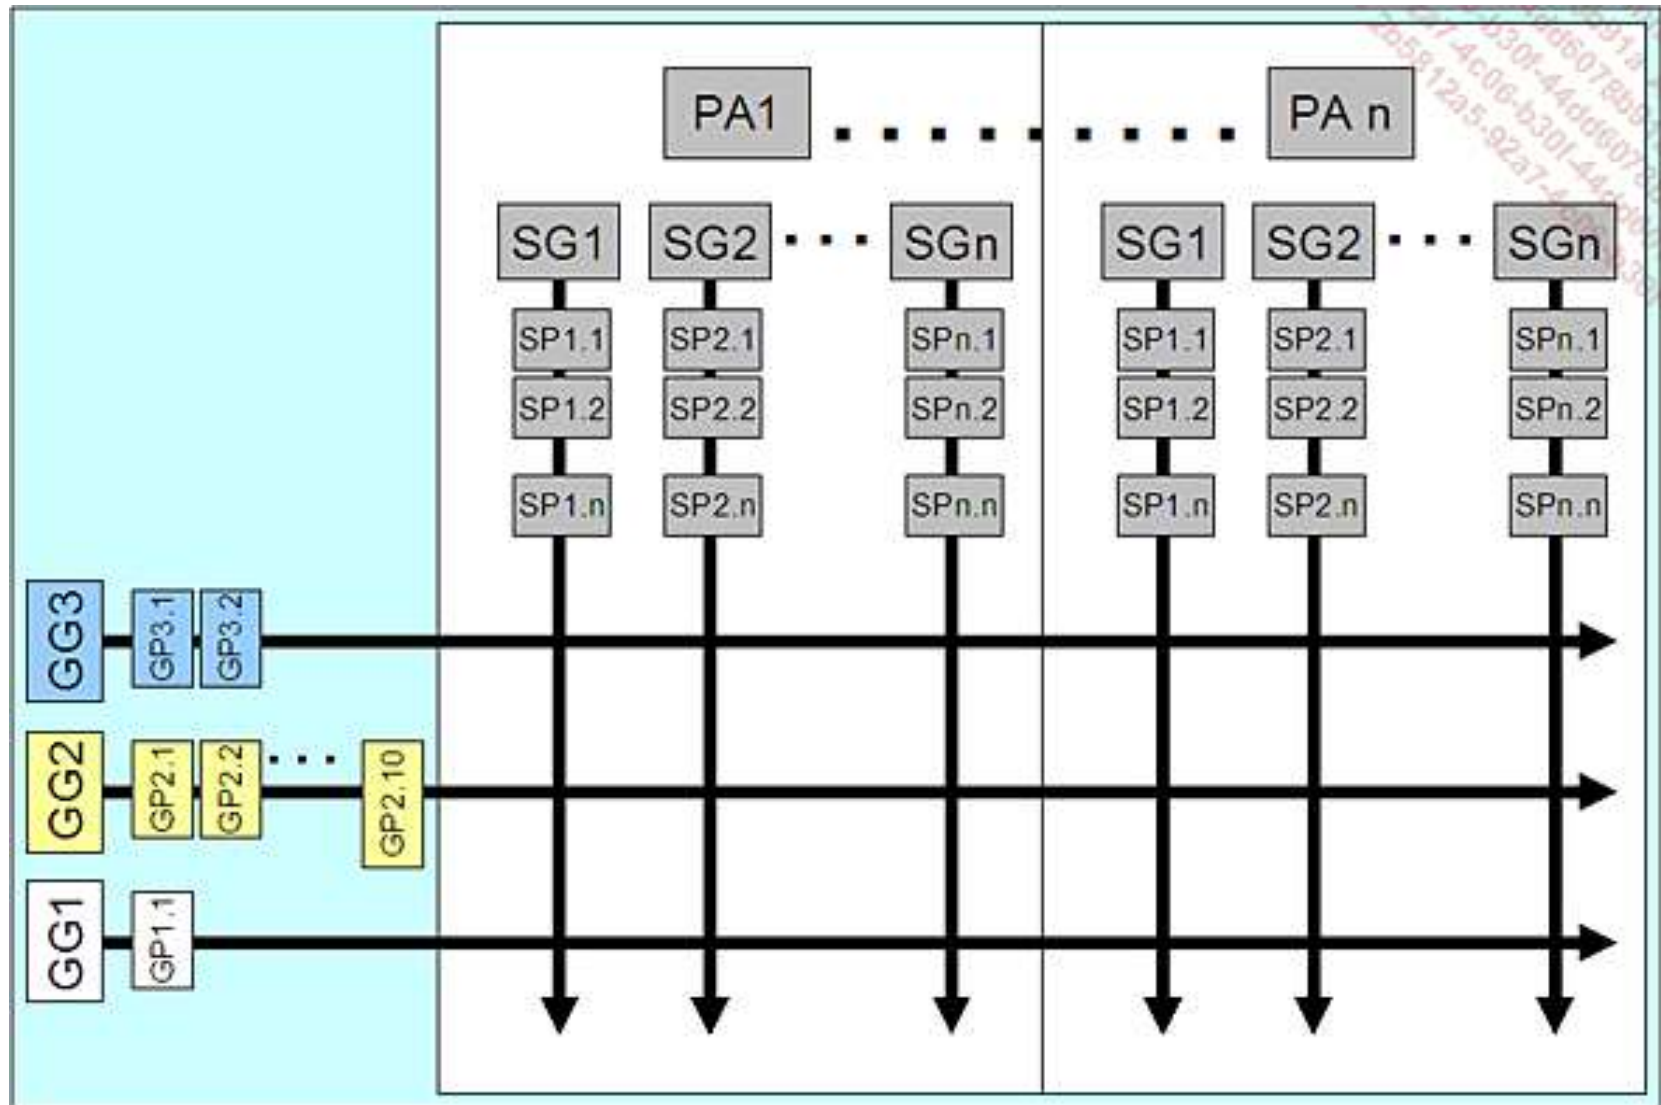 PA1
PA n
SG1 SG2 SGn SG1 SG2 SGn
SP1.1 SP2.1 SPn.1 SP1.1 SP2.1 SPn.1
SP1.2 SP2.2 SPn.2 SP1.2 SP2.2 SPn.2
SP1.n SP2.n SPn.n SP1.n SP2.n SPn.n
GG3 GP3.1 GP3.2
GG2 GP2.1 GP2.2 GP2.10
GG1 GP1.1